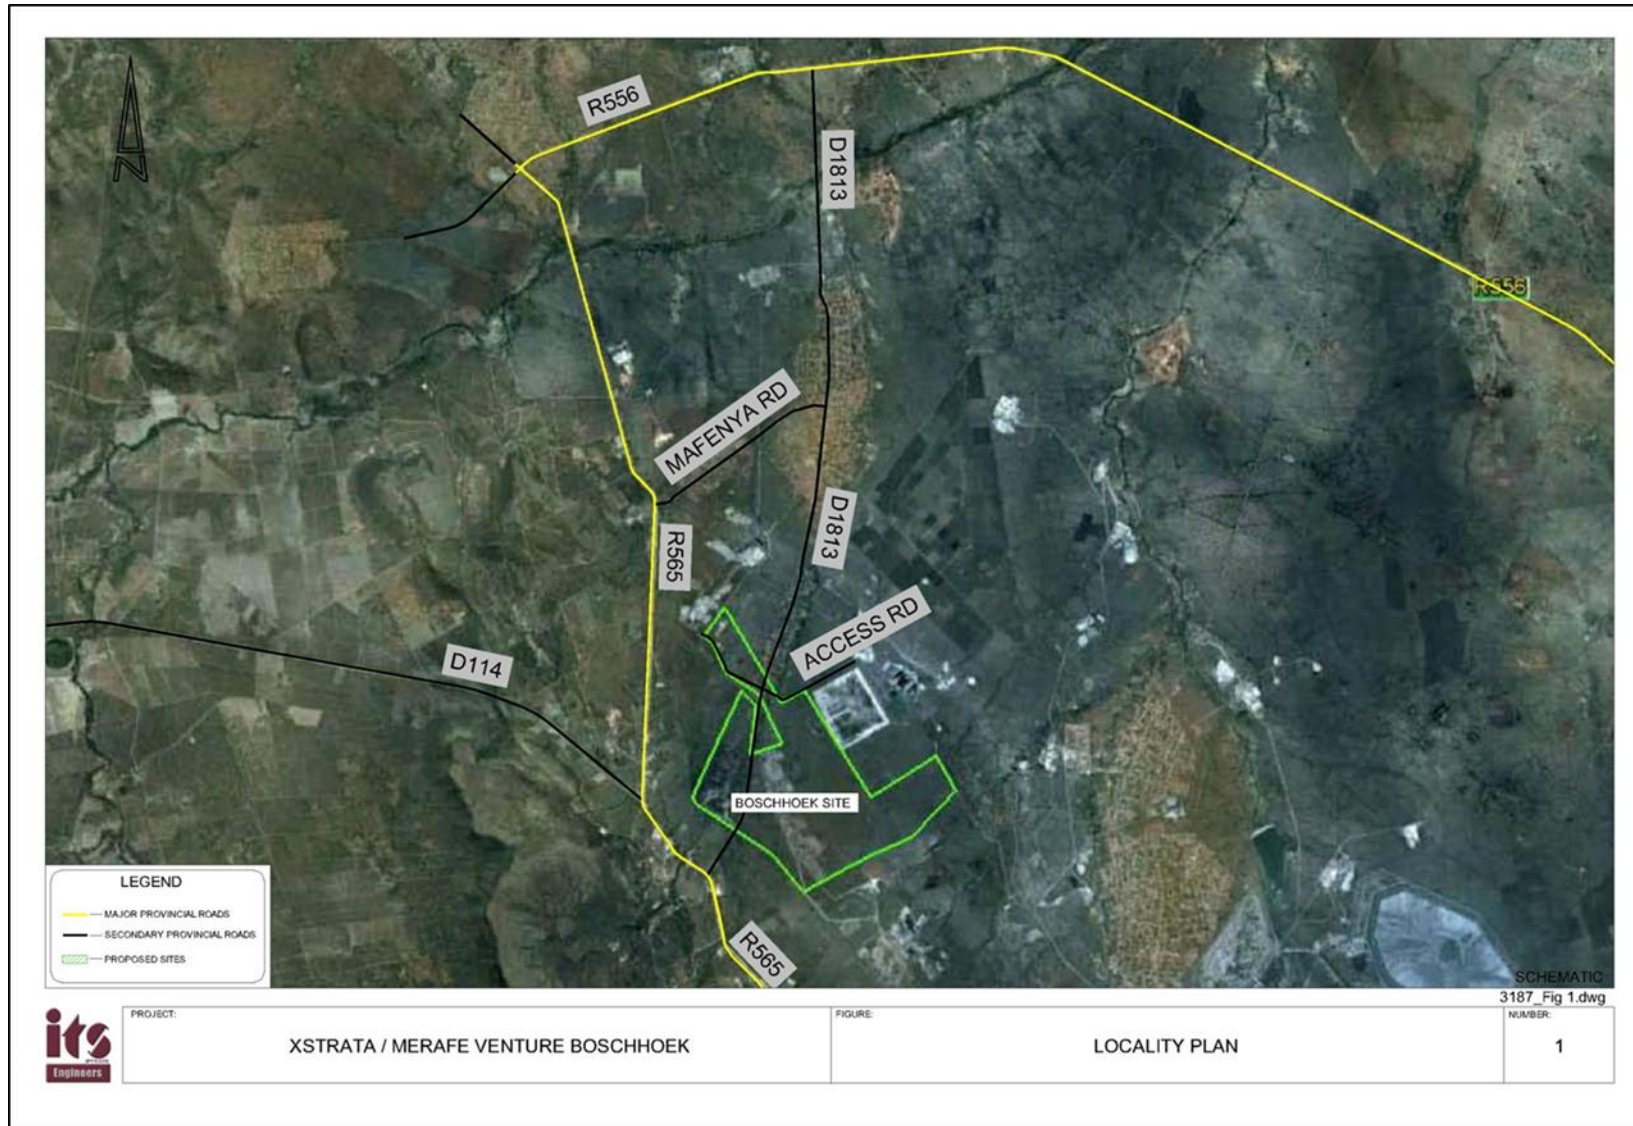 R556
D1813
R556
MAFENYA RD
D1813
R565
ACCESS RD
D114
BOSCHHOEK SITE
R565
N
LEGEND
MAJOR PROVINCIAL ROADS
SECONDARY PROVINCIAL ROADS
PROPOSED SITES
SCHEMATIC
3187_Fig 1.dwg
its
Engineers
PROJECT:
XSTRATA / MERAFE VENTURE BOSCHHOEK
FIGURE:
LOCALITY PLAN
NUMBER:
1